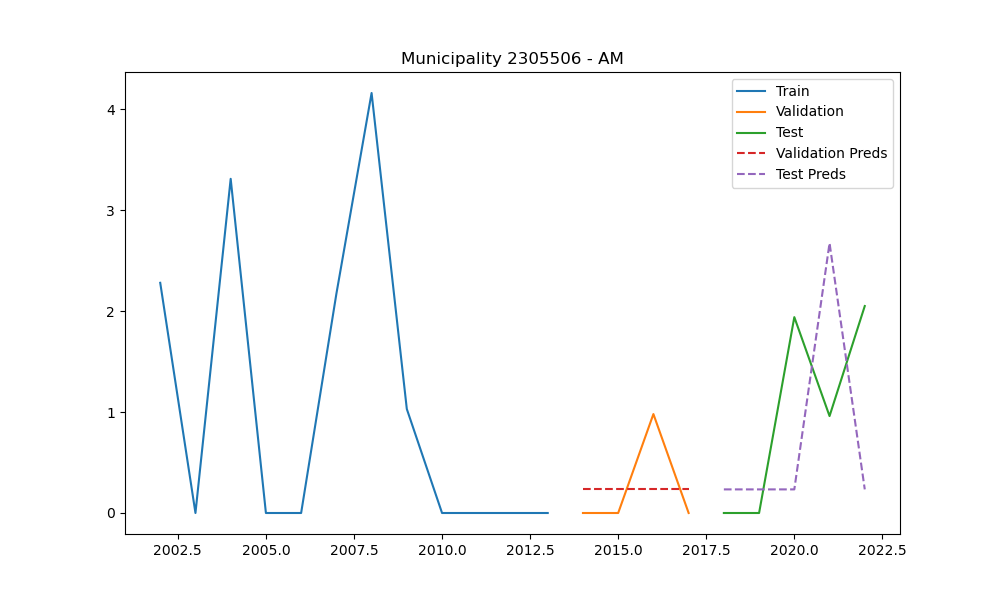 Municipality 2305506 - AM
Train
Validation
Test
Validation Preds
Test Preds
4
3
2
1
0
2002.5 2005.0 2007.5 2010.0 2012.5 2015.0 2017.5 2020.0 2022.5